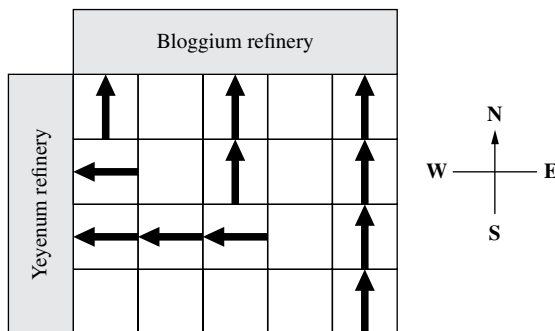 Bloggium refinery
Yeyenum refinery
N
W E
S